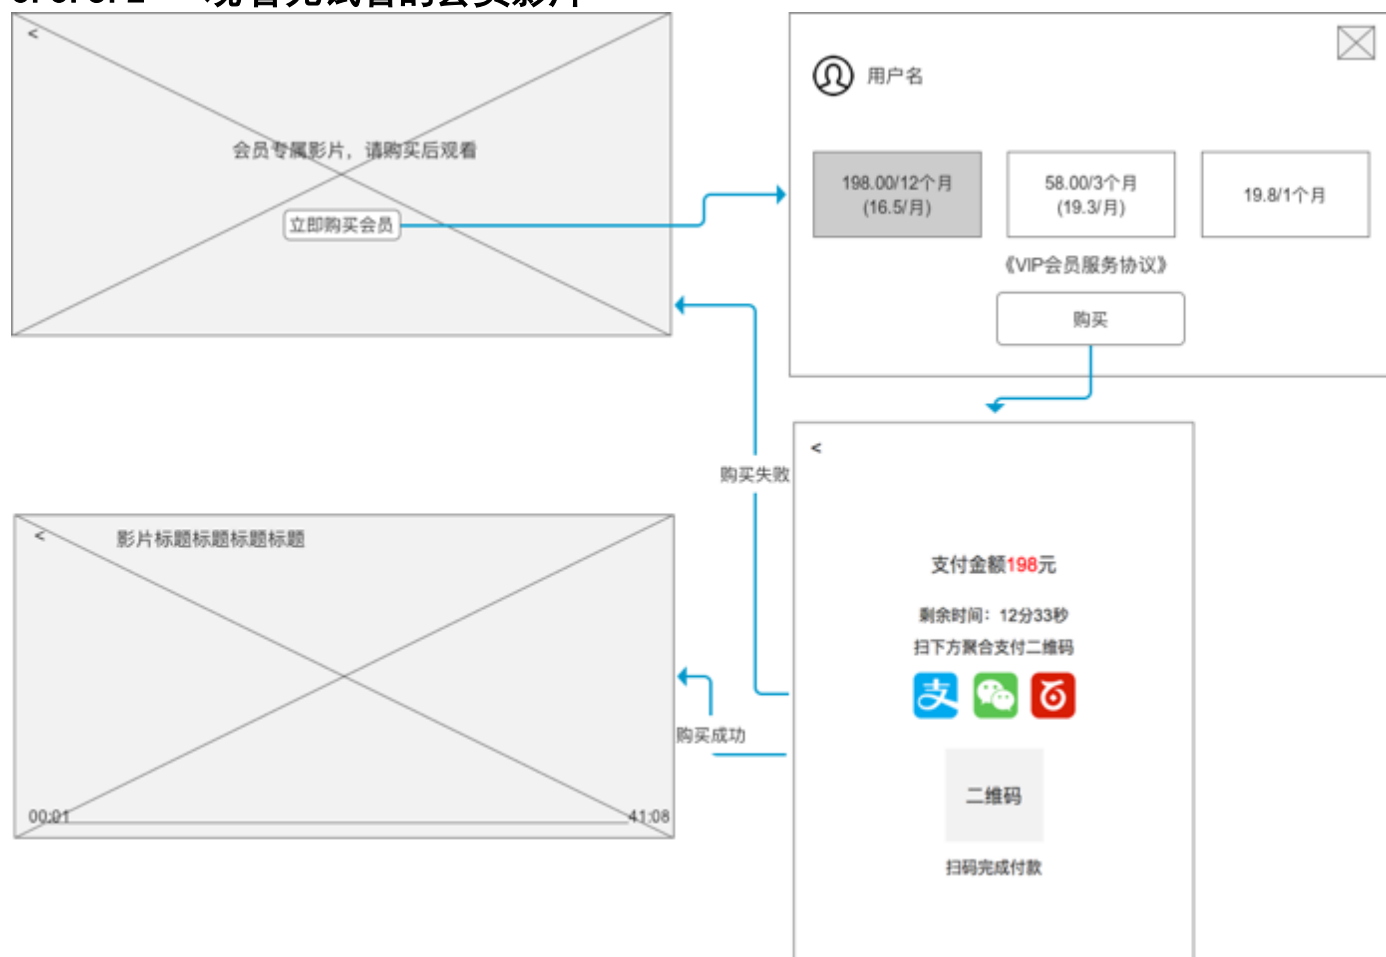 <
会员专属影片，请购买后观看
立即购买会员
用户名
198.00/12个月
(16.5/月)
58.00/3个月
(19.3/月)
19.8/1个月
《VIP会员服务协议》
购买
购买失败
<
支付金额198元
剩余时间：12分33秒
扫下方聚合支付二维码
支
二维码
扫码完成付款
购买成功
<
影片标题标题标题标题
00:01
41:08